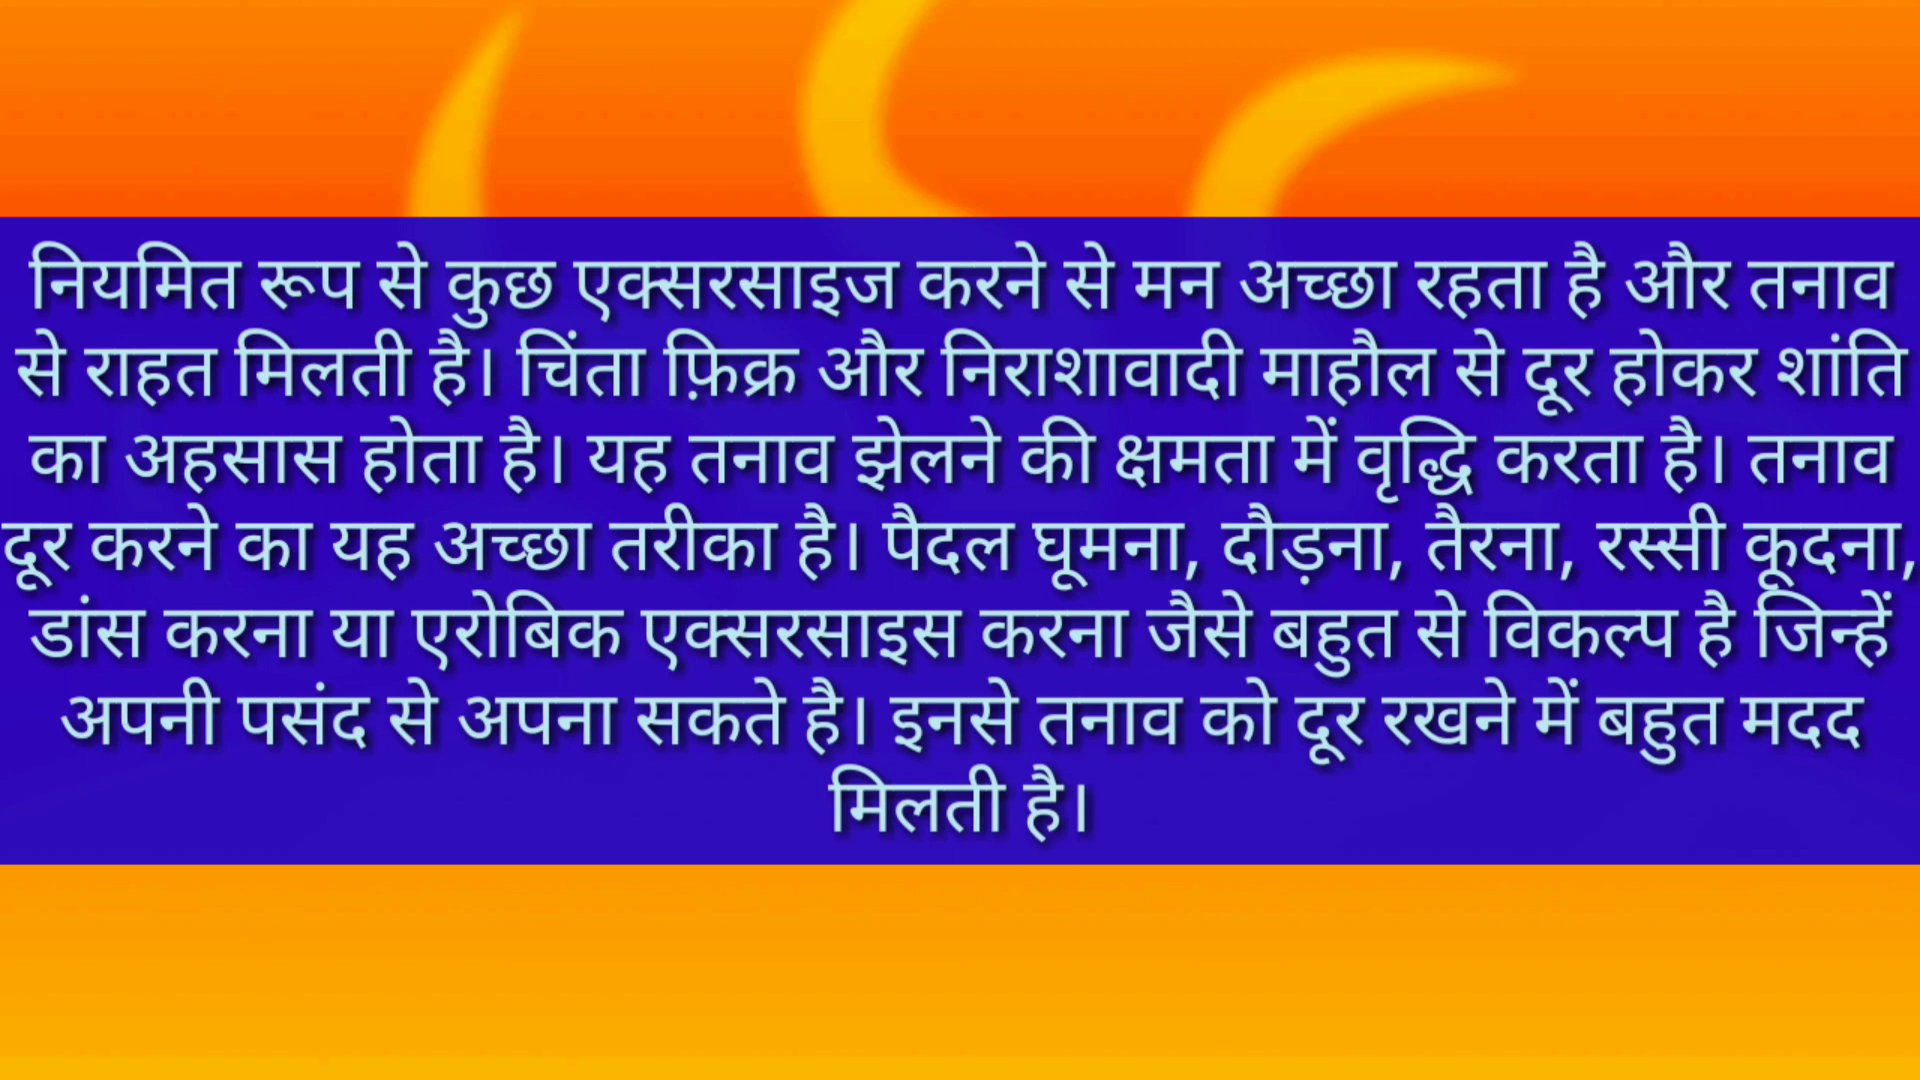 नियमित रूप से कुछ एक्सरसाइज करने से मन अच्छा रहता है और तनाव
से राहत मिलती है। चिंता फ़िक्र और निराशावादी माहौल से दूर होकर शांति
का अहसास होता है। यह तनाव झेलने की क्षमता में वृद्धि करता है। तनाव
दूर करने का यह अच्छा तरीका है। पैदल घूमना, दौड़ना, तैरना, रस्सी कूदना,
डांस करना या एरोबिक एक्सरसाइस करना जैसे बहुत से विकल्प है जिन्हें
अपनी पसंद से अपना सकते है। इनसे तनाव को दूर रखने में बहुत मदद
मिलती है।